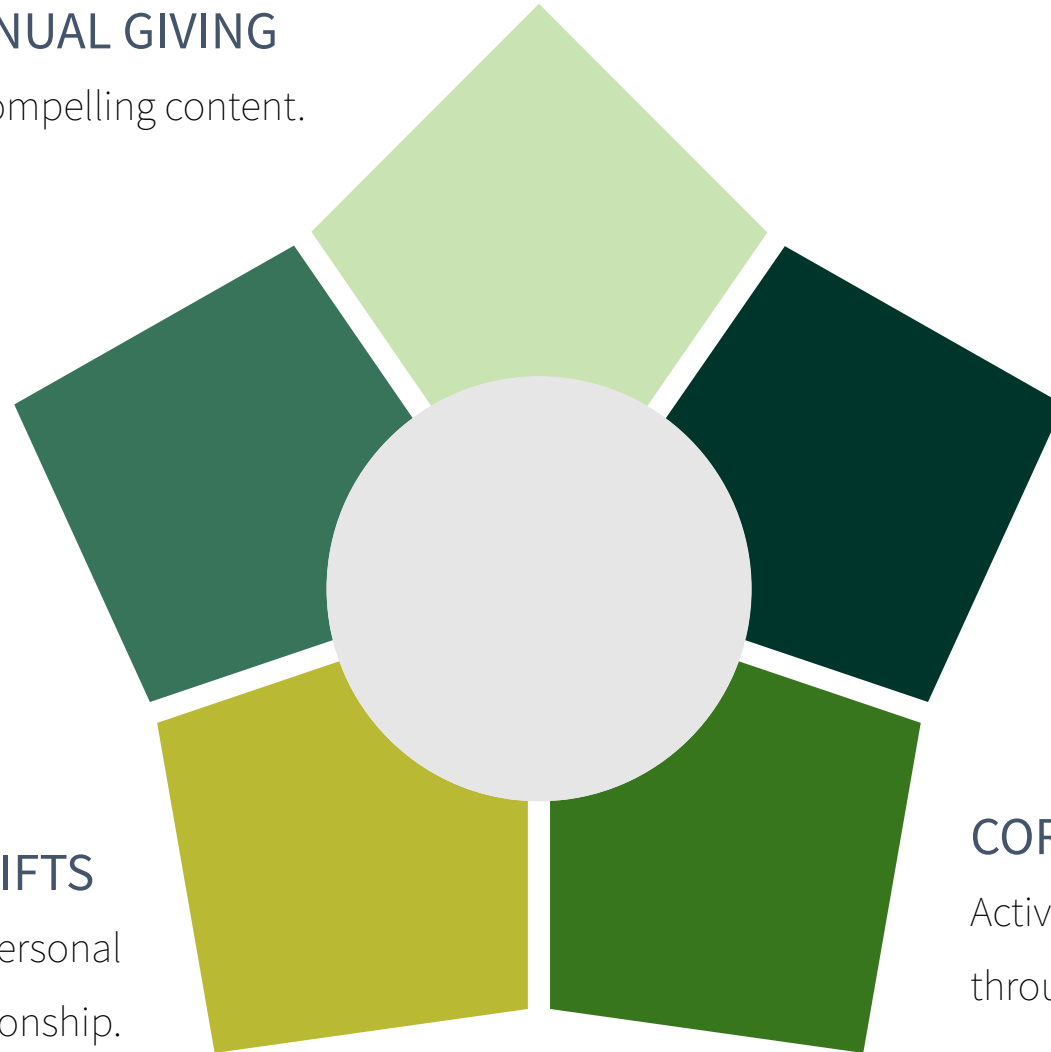 NUAL GIVING
ompelling content.
IFTS
ersonal
onship.
COR
Activ
throu